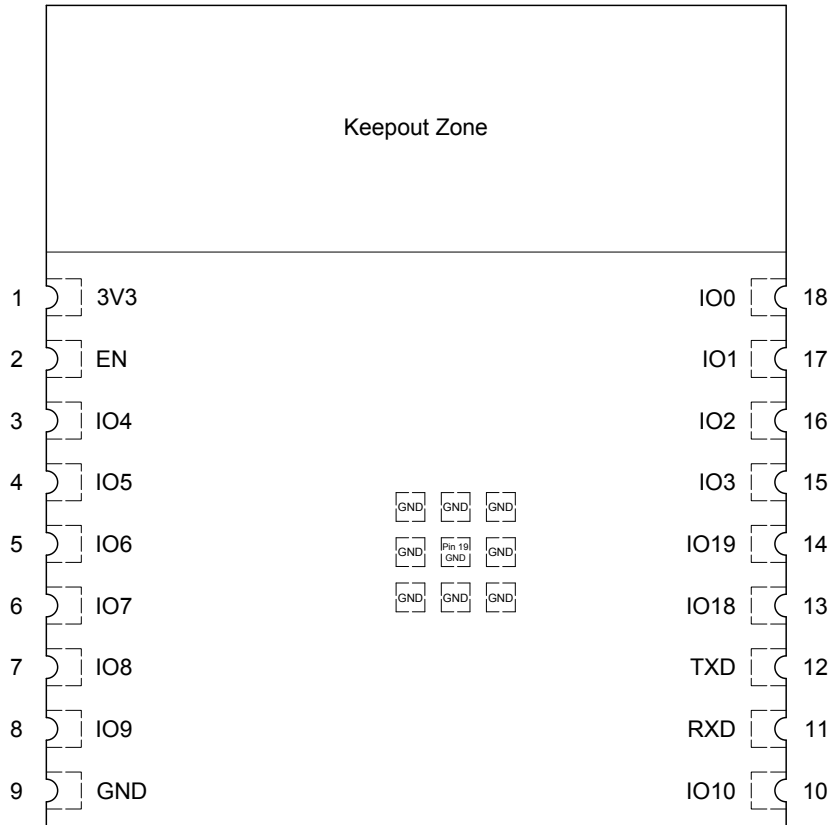 Keepout Zone
1 3V3 IO0 18
2 EN IO1 17
3 IO4 IO2 16
4 IO5 IO3 15
GND GND GND
5 IO6 IO19 14
GND Pin 19 GND GND
6 IO7 IO18 13
GND GND GND
7 IO8 TXD 12
8 IO9 RXD 11
9 GND IO10 10